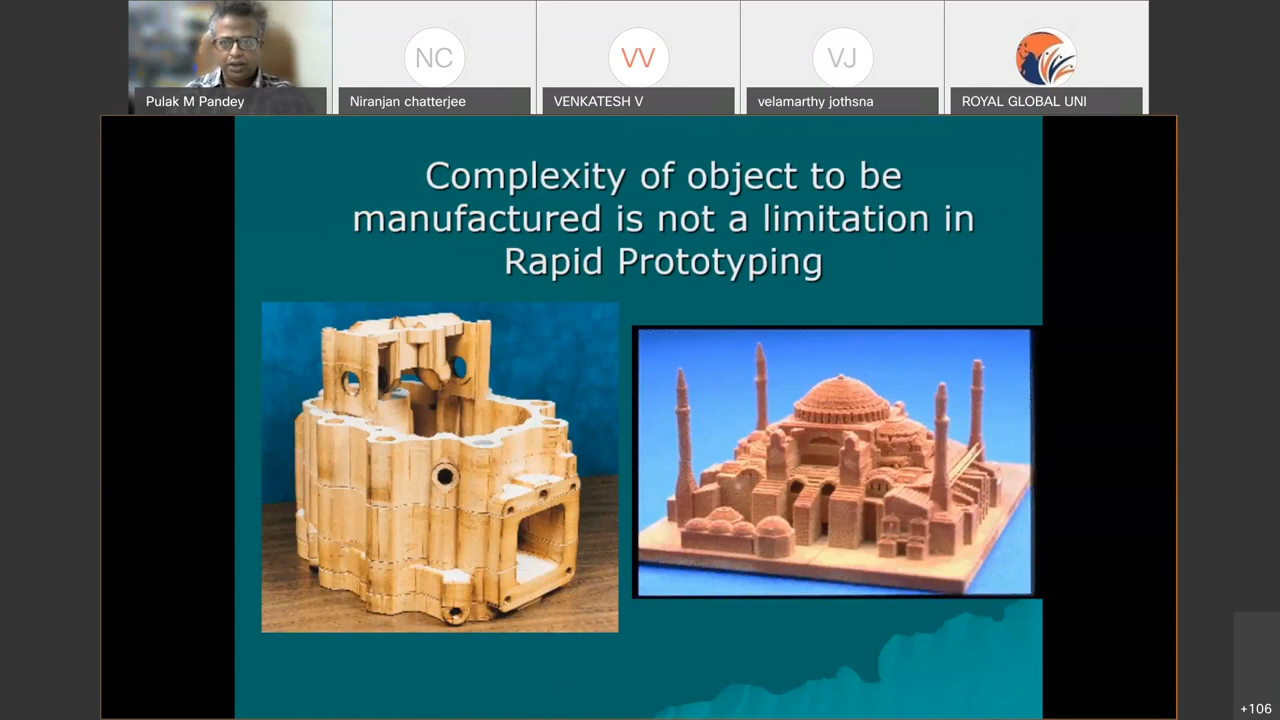 NC
VV
VJ
Pulak M Pandey
Niranjan chatterjee
VENKATESH V
velamarthy jothsna
ROYAL GLOBAL UNI
Complexity of object to be
manufactured is not a limitation in
Rapid Prototyping
+106